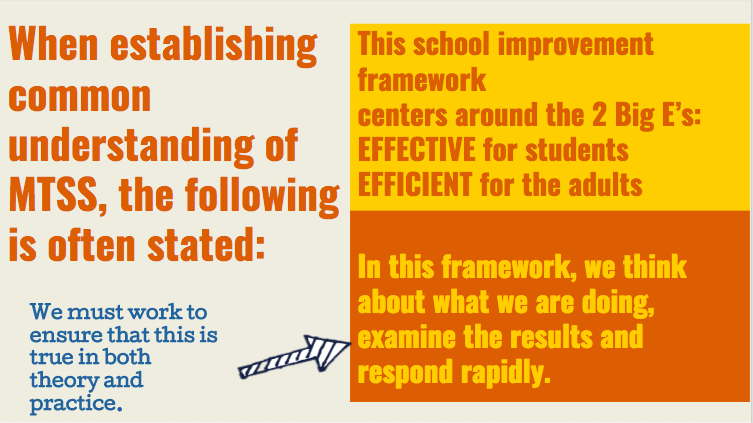 When establishing
common
understanding of
MTSS, the following
is often stated:
We must work to
ensure that this is
true in both
theory and
practice.
This school improvement
framework
centers around the 2 Big E’s:
EFFECTIVE for students
EFFICIENT for the adults
In this framework, we think
about what we are doing,
examine the results and
respond rapidly.